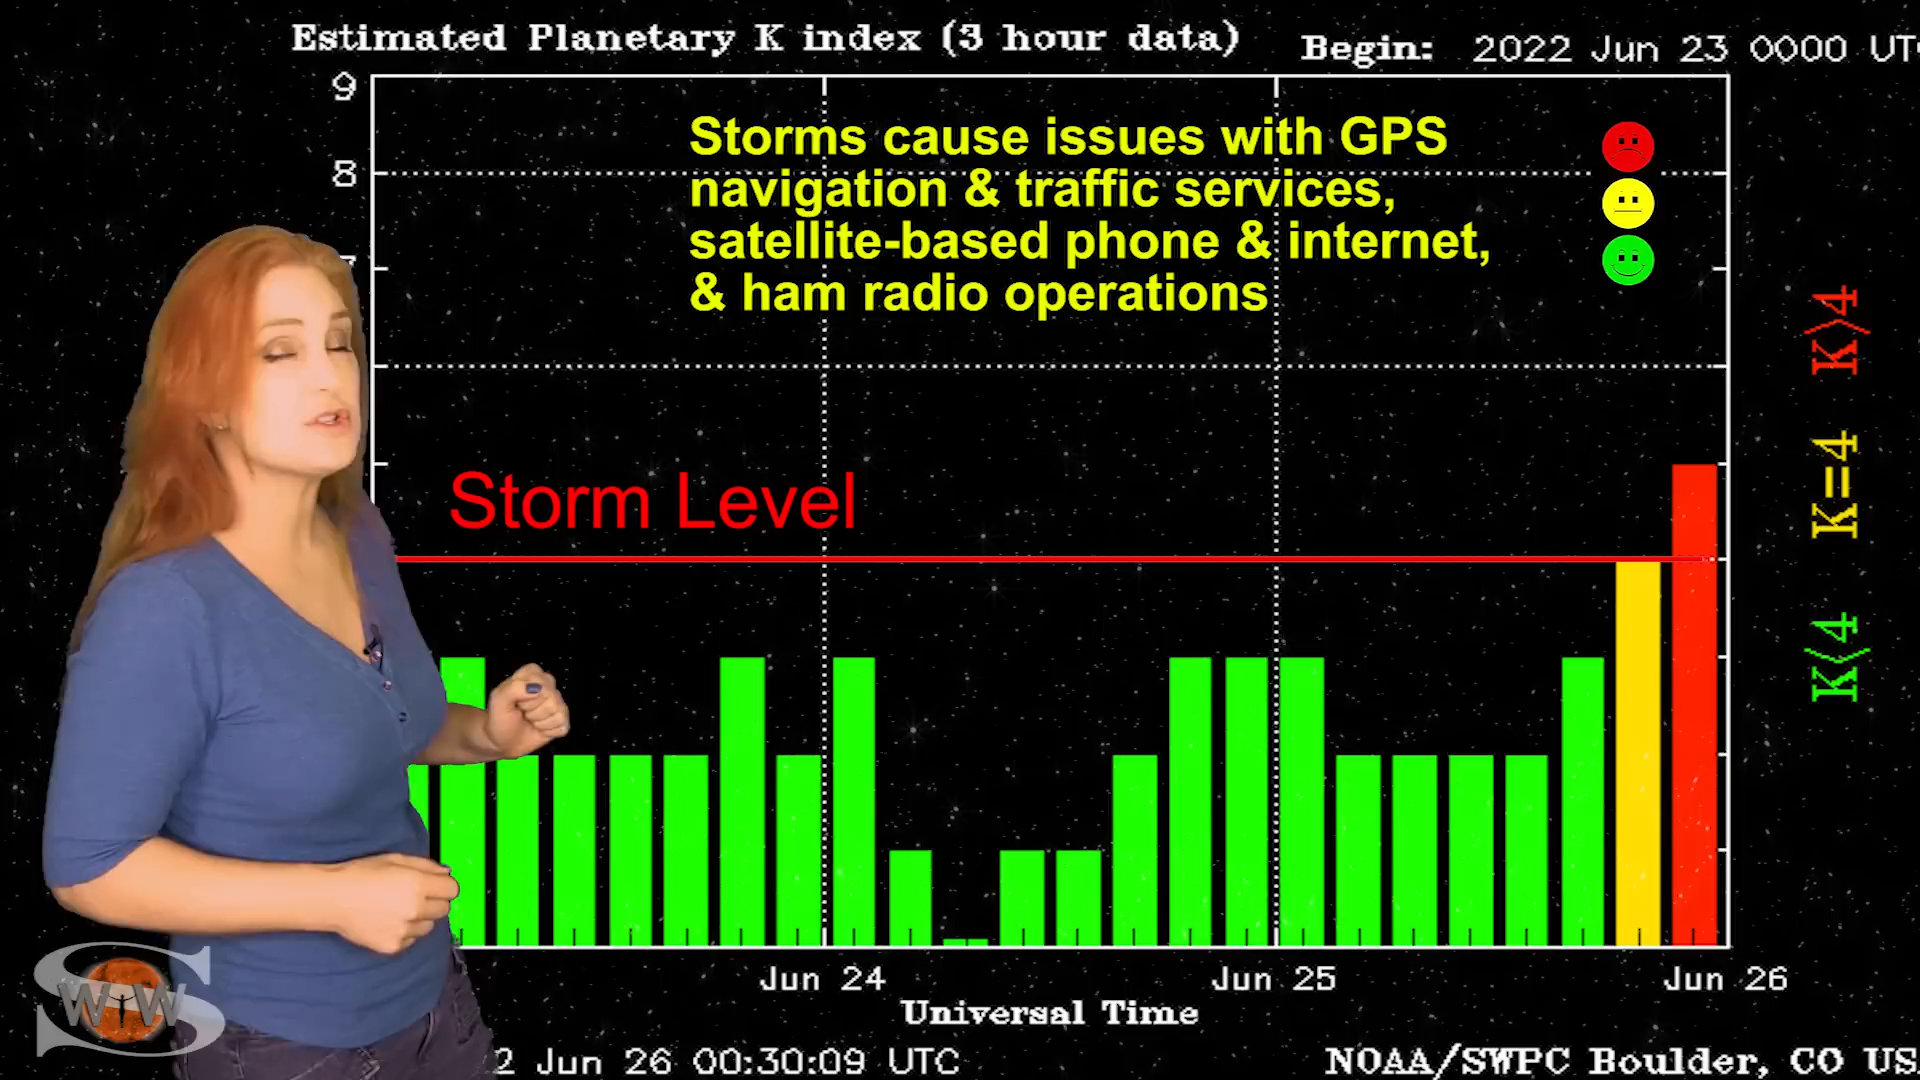 Estimated Planetary K index (3 hour data)
Begin: 2022 Jun 23 0000 UTC
9
8
Storms cause issues with GPS
navigation & traffic services,
satellite-based phone & internet,
& ham radio operations
Storm Level
K>4
K=4
K<4
Jun 24
Jun 25
Jun 26
Universal Time
2 Jun 26 00:30:09 UTC
NOAA/SWPC Boulder, CO US
S
WW